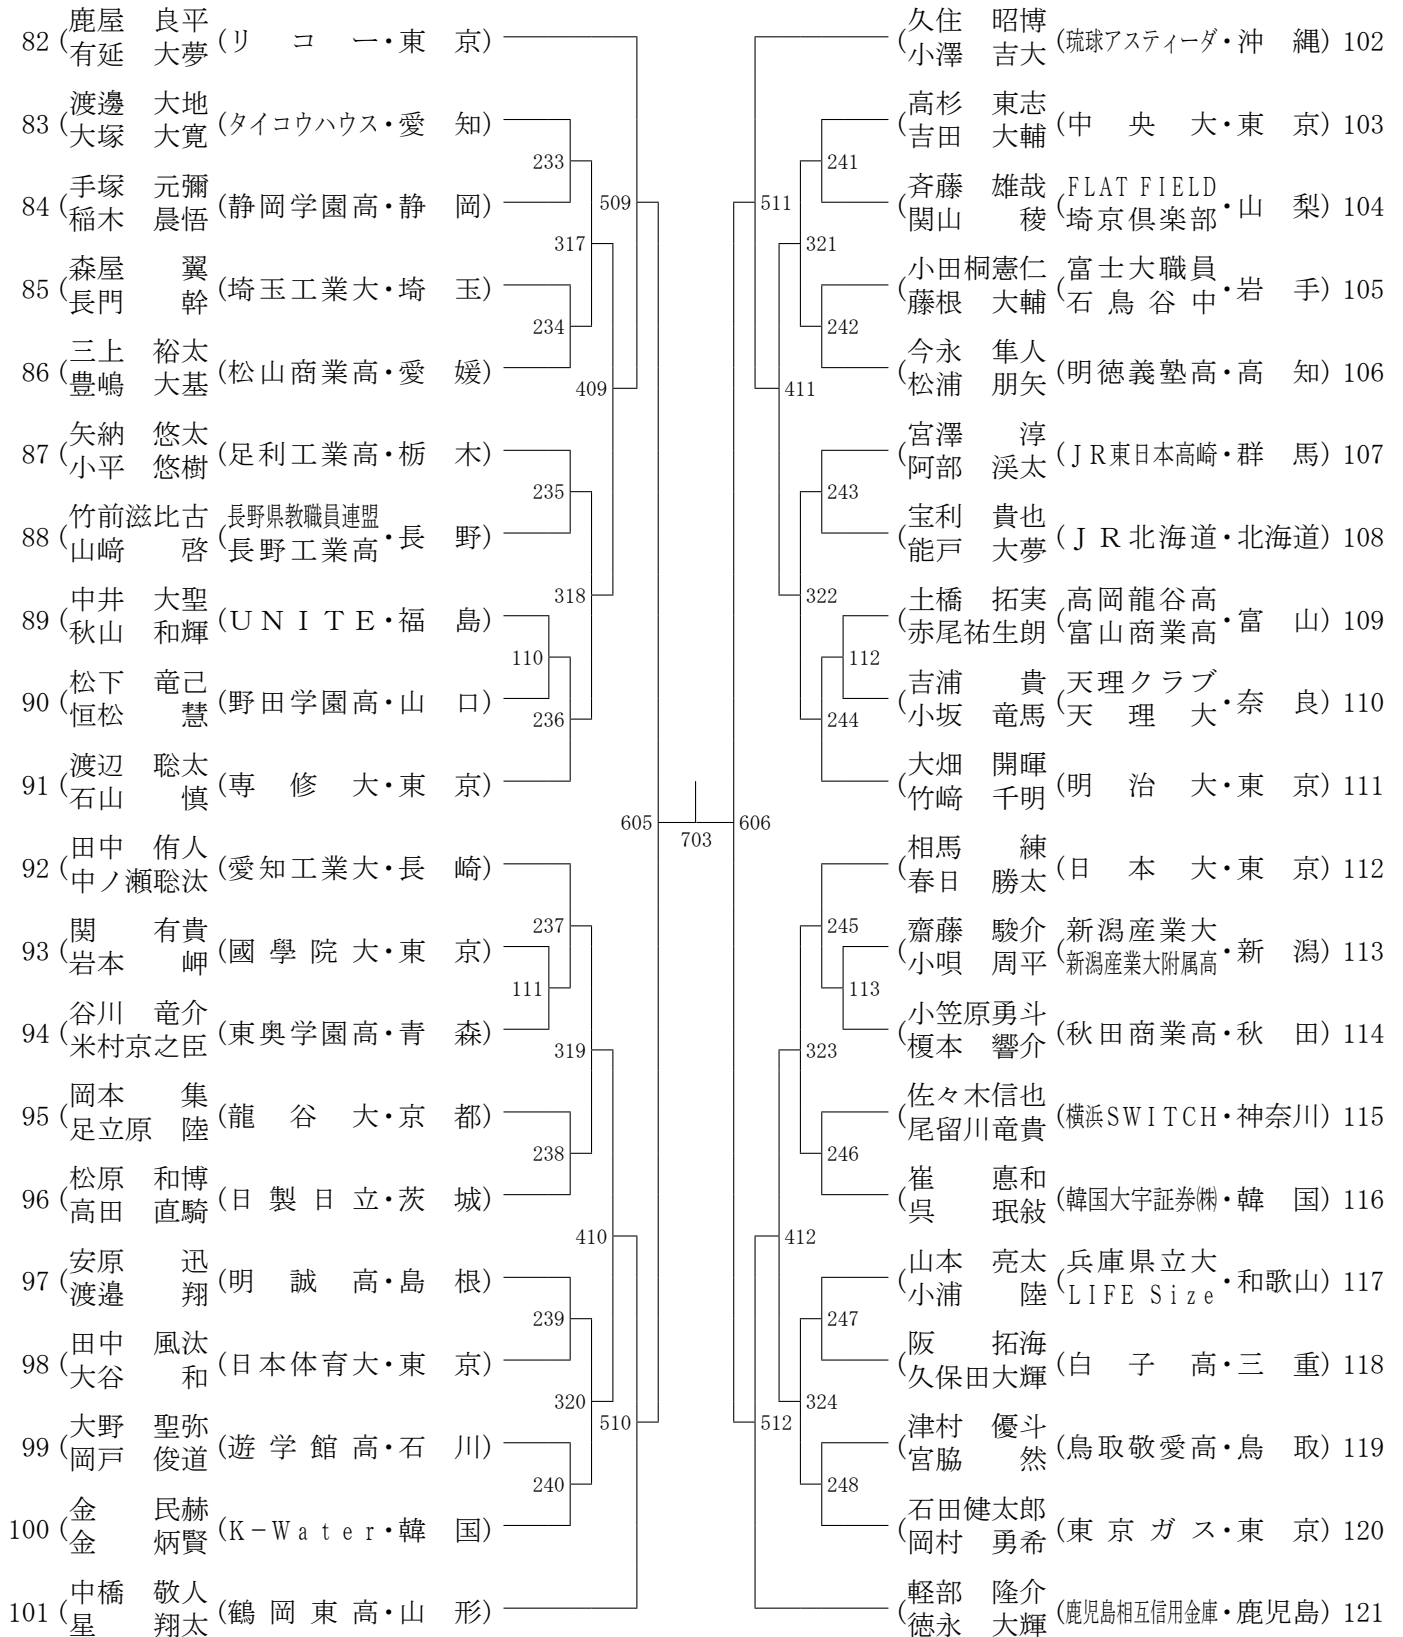 82 (鹿屋 良平 有延 大夢 (リコー・東京)
83 (渡邊 大地 大塚 大寛 (タイコウハウス・愛知)
233
84 (手塚 元彌 稲木 晨悟 (静岡学園高・静岡)
509
317
85 (森屋 翼 長門 幹 (埼玉工業大・埼玉)
234
86 (三上 裕太 豊嶋 大基 (松山商業高・愛媛)
409
87 (矢納 悠太 小平 悠樹 (足利工業高・栃木)
235
88 (竹前滋比古 山﨑 啓 (長野県教職員連盟 長野工業高・長野)
318
89 (中井 大聖 秋山 和輝 (UNITE・福島)
110
90 (松下 竜己 恒松 慧 (野田学園高・山口)
236
91 (渡辺 聡太 石山 慎 (専修大・東京)
605
92 (田中 侑人 中ノ瀬聡汰 (愛知工業大・長崎)
237
93 (関 有貴 岩本 岬 (國學院大・東京)
111
94 (谷川 竜介 米村京之臣 (東奥学園高・青森)
319
95 (岡本 集 足立原 陸 (龍谷大・京都)
238
96 (松原 和博 高田 直騎 (日製日立・茨城)
410
97 (安原 迅 渡邉 翔 (明誠高・島根)
239
98 (田中 風汰 大谷 和 (日本体育大・東京)
320
510
99 (大野 聖弥 岡戸 俊道 (遊学館高・石川)
240
100 (金 民赫 金 炳賢 (K-Water・韓国)
101 (中橋 敬人 星 翔太 (鶴岡東高・山形)
703
(久住 昭博 小澤 吉大 (琉球アスティーダ・沖縄) 102
(高杉 東志 吉田 大輔 (中央大・東京) 103
241
(斉藤 雄哉 関山 稜 (FLAT FIELD 埼京倶楽部・山梨) 104
511
321
(小田桐憲仁 藤根 大輔 (富士大職員 石鳥谷中・岩手) 105
242
(今永 隼人 松浦 朋矢 (明徳義塾高・高知) 106
411
(宮澤 淳 阿部 渓太 (JR東日本高崎・群馬) 107
243
(宝利 貴也 能戸 大夢 (JR北海道・北海道) 108
322
(土橋 拓実 赤尾祐生朗 (高岡龍谷高 富山商業高・富山) 109
112
(吉浦 貴 小坂 竜馬 (天理クラブ 天理大・奈良) 110
244
(大畑 開暉 竹﨑 千明 (明治大・東京) 111
606
(相馬 練 春日 勝太 (日本大・東京) 112
245
(齋藤 駿介 小唄 周平 (新潟産業大 新潟産業大附属高・新潟) 113
113
(小笠原勇斗 榎本 響介 (秋田商業高・秋田) 114
323
(佐々木信也 尾留川竜貴 (横浜SWITCH・神奈川) 115
246
(崔 悳和 呉 珉㪍 (韓国大宇証券㈱・韓国) 116
412
(山本 亮太 小浦 陸 (兵庫県立大 LIFE Size・和歌山) 117
247
(阪 拓海 久保田大輝 (白子高・三重) 118
324
512
(津村 優斗 宮脇 然 (鳥取敬愛高・鳥取) 119
248
(石田健太郎 岡村 勇希 (東京ガス・東京) 120
(軽部 隆介 徳永 大輝 (鹿児島相互信用金庫・鹿児島) 121